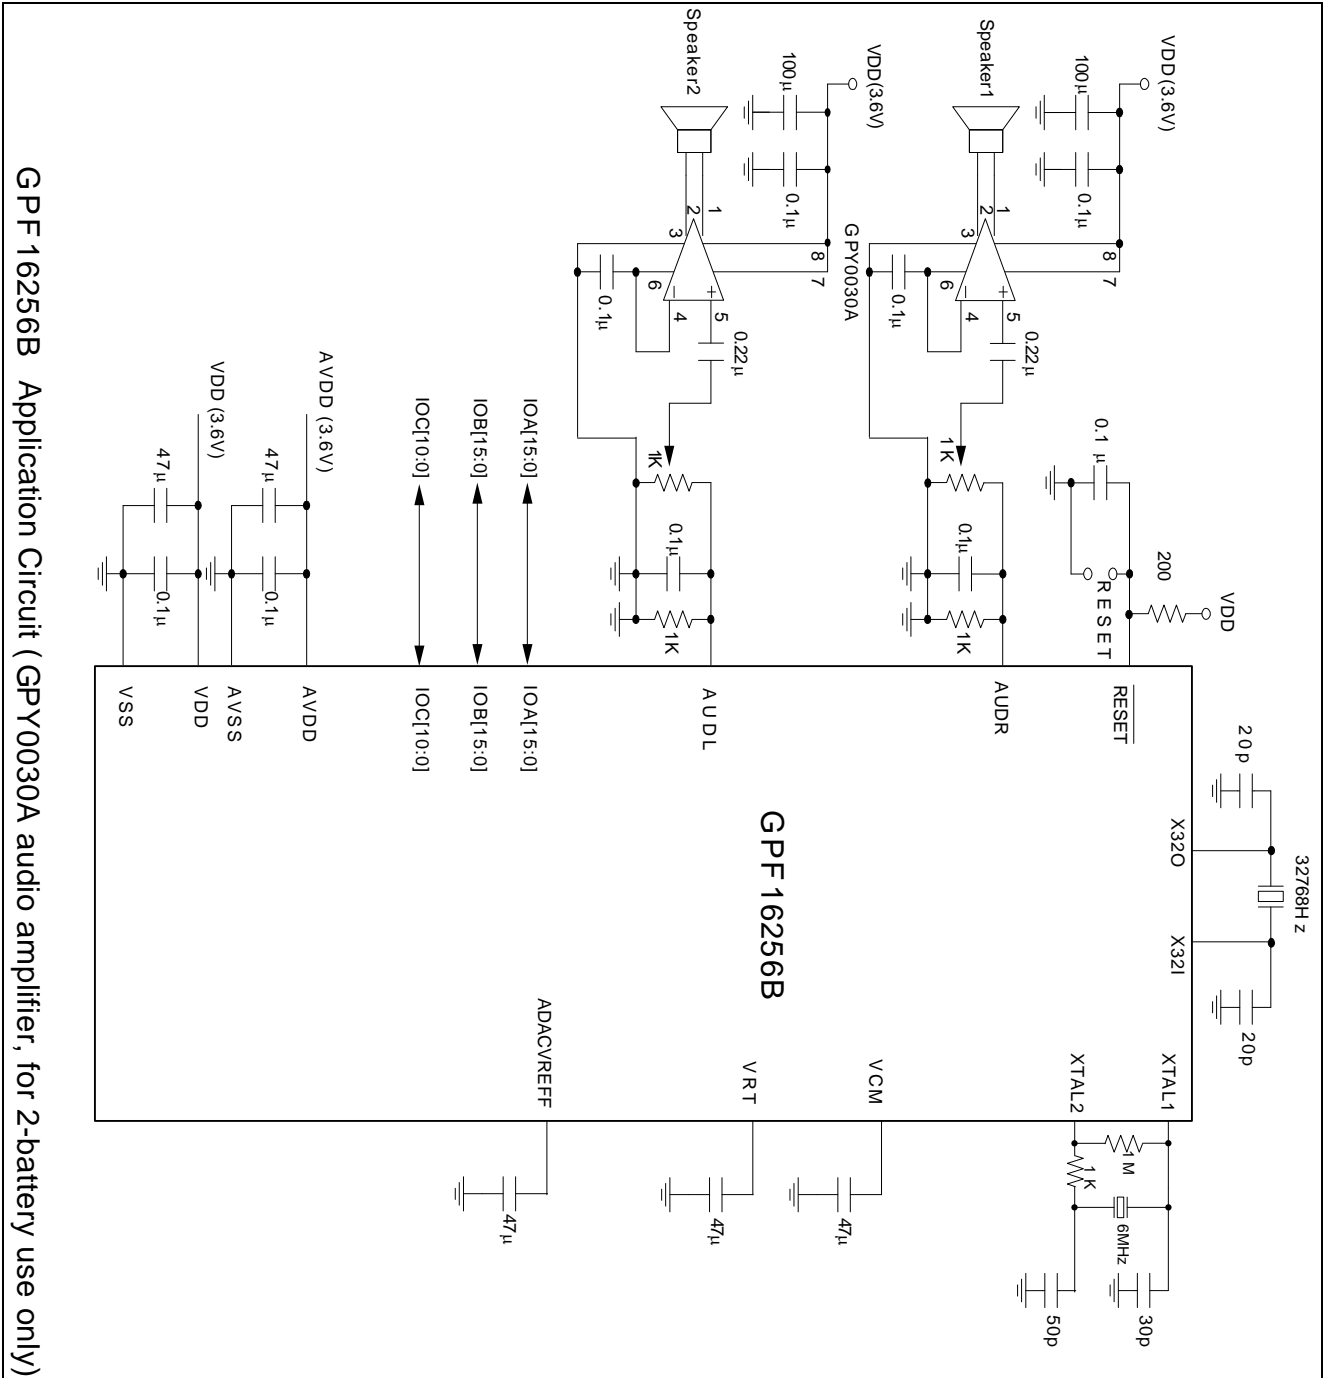 VDD(3.6V)
100µ
0.1µ
Speaker1
1
2
3
8
7
6
5
4
0.1µ
0.22µ
GPY0030A
1K
0.1µ
1K
VDD(3.6V)
100µ
0.1µ
Speaker2
1
2
3
8
7
6
5
4
0.1µ
0.22µ
1K
0.1µ
1K
0.1 µ
RESET
200
VDD
IOA[15:0]
IOB[15:0]
IOC[10:0]
AVDD (3.6V)
47µ
0.1µ
VDD (3.6V)
47µ
0.1µ
RESET
AUDR
AUDL
IOA[15:0]
IOB[15:0]
IOC[10:0]
AVDD
AVSS
VDD
VSS
GPF16256B
X32O
X32I
20p
32768Hz
20p
XTAL1
XTAL2
1M
1K
6MHz
30p
50p
VCM
47µ
VRT
47µ
ADACVREFF
47µ
GPF16256B Application Circuit (GPY0030A audio amplifier, for 2-battery use only)